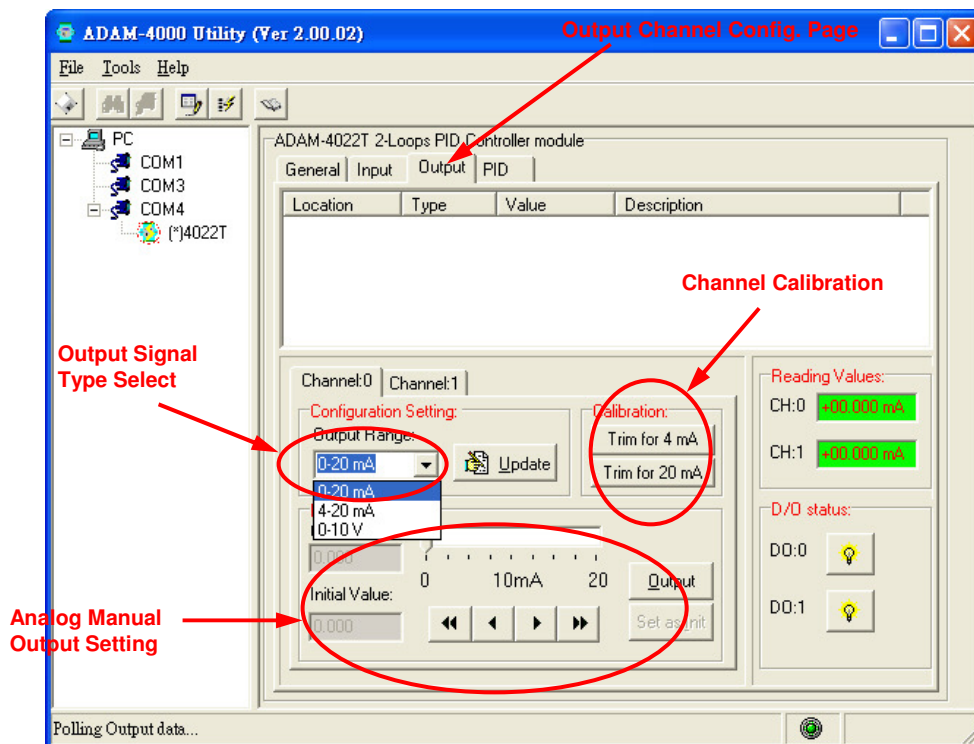 ADAM-4000 Utility (Ver 2.00.02)
Output Channel Config. Page
File Tools Help
PC
COM1
COM3
COM4
(*)4022T
ADAM-4022T 2-Loops PID Controller module
General Input Output PID
Location Type Value Description
Channel Calibration
Output Signal
Type Select
Channel:0 Channel:1
Configuration Setting:
Output Range:
0-20 mA
Update
0-20 mA
4-20 mA
0-10 V
Calibration:
Trim for 4 mA
Trim for 20 mA
Reading Values:
CH:0 +00.000 mA
CH:1 +00.000 mA
0.000
0 10mA 20
Output
Initial Value:
0.000
Set as Init
D/O status:
DO:0
DO:1
Analog Manual
Output Setting
Polling Output data...